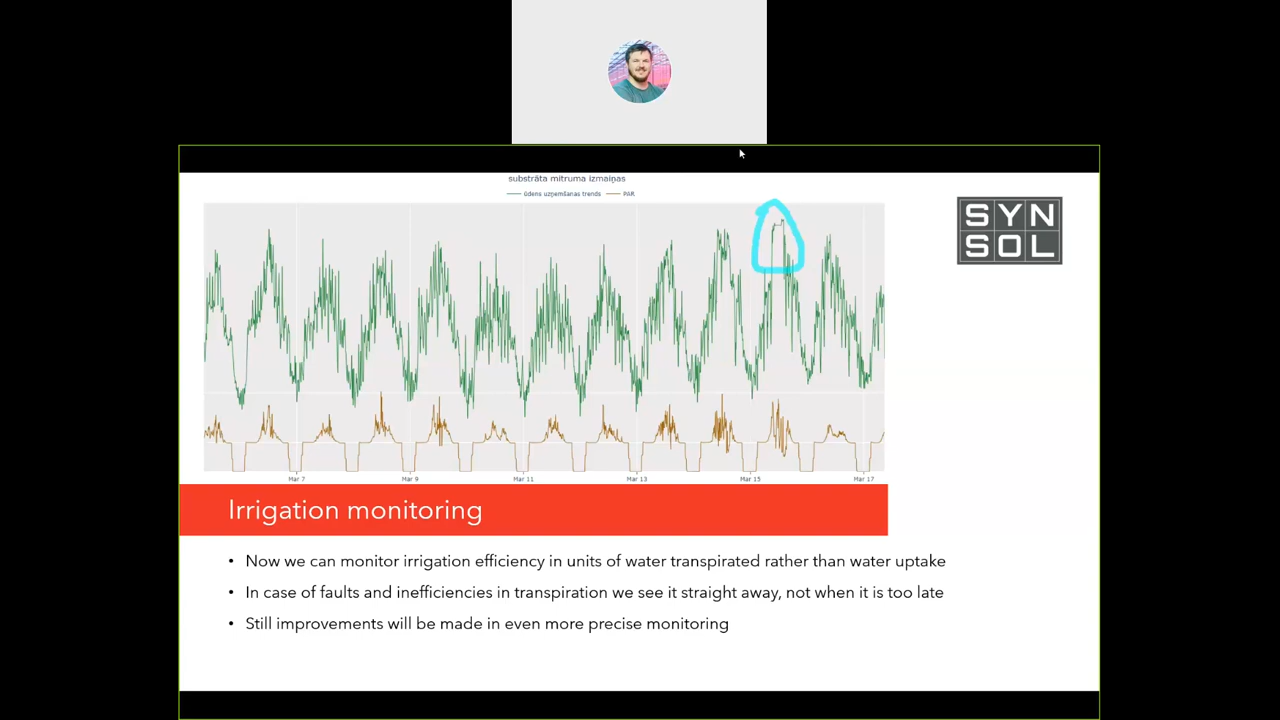 substrāta mitruma izmaiņas
ūdens uzņemšanas trends PAR
SYN
SOL
Mar 7 Mar 9 Mar 11 Mar 13 Mar 15 Mar 17
Irrigation monitoring
• Now we can monitor irrigation efficiency in units of water transpirated rather than water uptake
• In case of faults and inefficiencies in transpiration we see it straight away, not when it is too late
• Still improvements will be made in even more precise monitoring